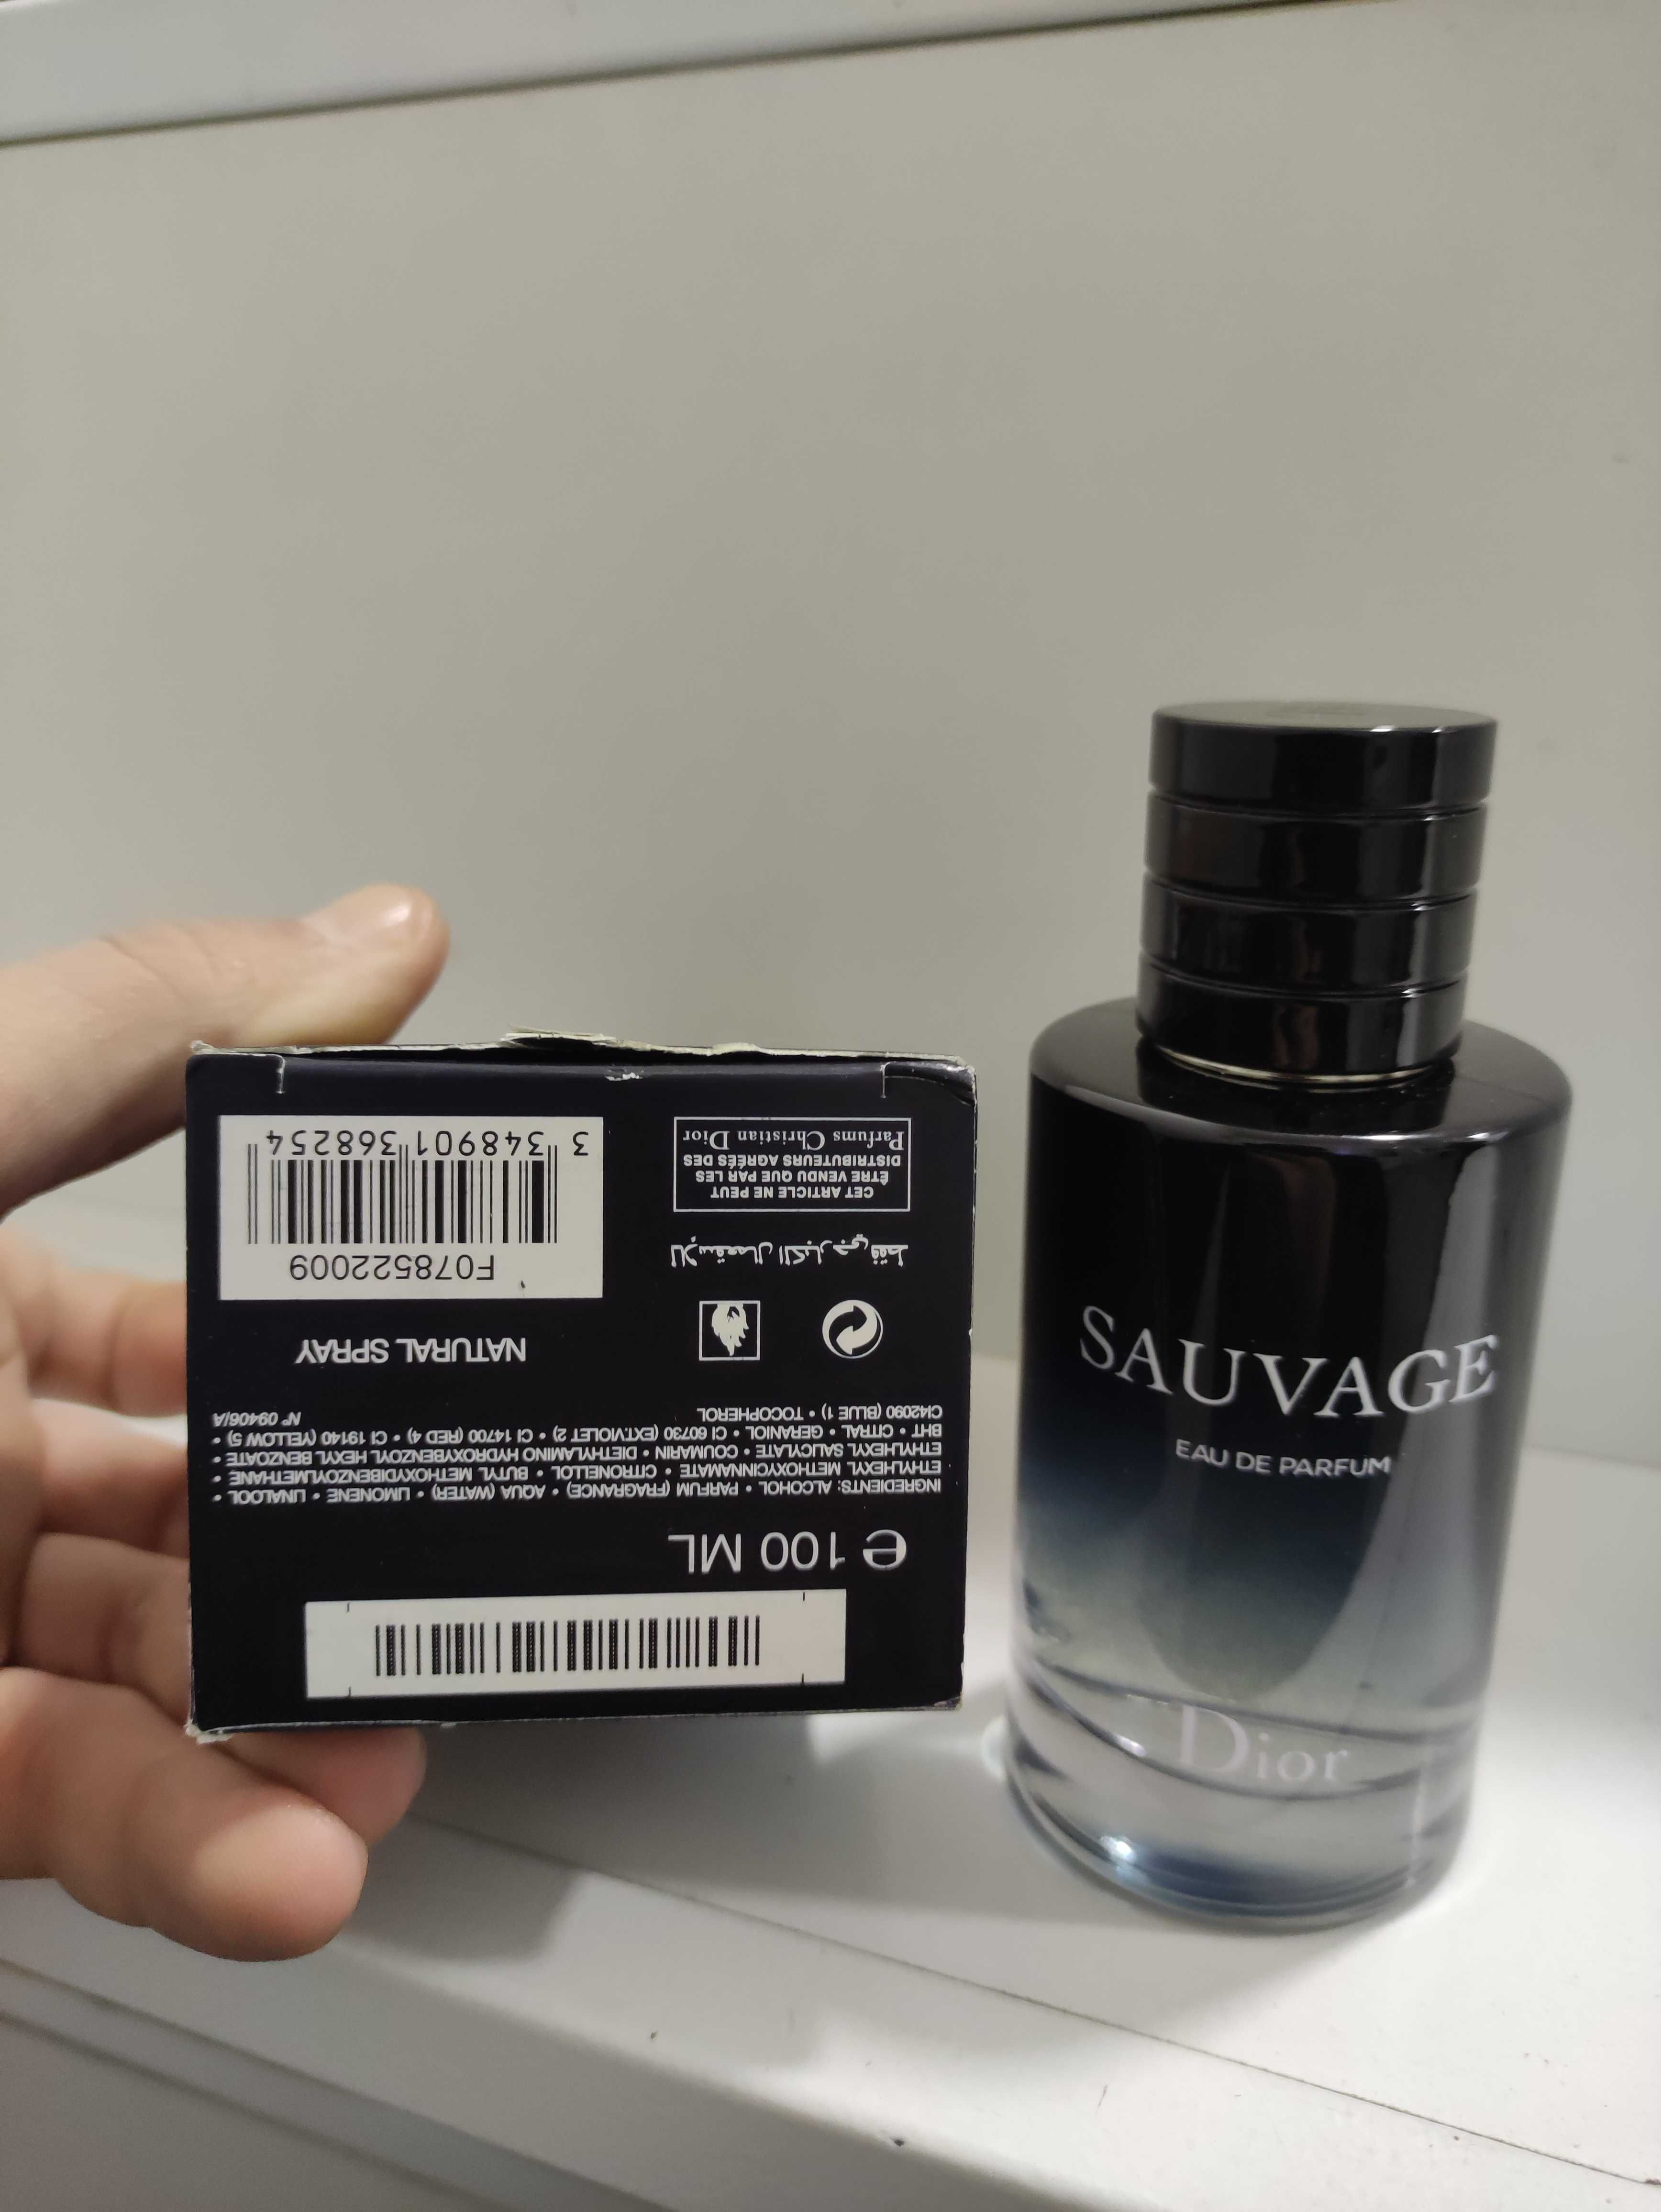 SAUVAGE
EAU DE PARFUM
Dior
e 100 ML
INGREDIENTS: ALCOHOL • PARFUM (FRAGRANCE) • AQUA (WATER) • LIMONENE • LINALOOL •
ETHYLHEXYL METHOXYCINNAMATE • CITRONELLOL • BUTYL METHOXYDIBENZOYLMETHANE •
ETHYLHEXYL SALICYLATE • COUMARIN • DIETHYLAMINO HYDROXYBENZOYL HEXYL BENZOATE •
BHT • CITRAL • GERANIOL • CI 60730 (EXT.VIOLET 2) • CI 14700 (RED 4) • CI 19140 (YELLOW 5) •
CI42090 (BLUE 1) • TOCOPHEROL
N° 09406/A
NATURAL SPRAY
للإستعمال الخارجي فقط
CET ARTICLE NE PEUT
ÊTRE VENDU QUE PAR LES
DISTRIBUTEURS AGRÉÉS DES
Parfums Christian Dior
F078522009
3 348901 368254